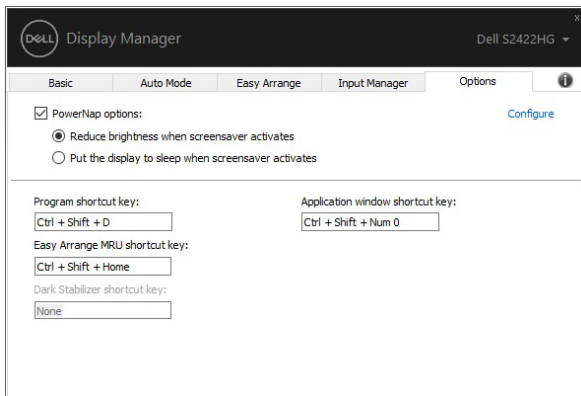 DELL Display Manager
Dell S2422HG
x
Basic Auto Mode Easy Arrange Input Manager Options
PowerNap options:
Configure
Reduce brightness when screensaver activates
Put the display to sleep when screensaver activates
Program shortcut key:
Application window shortcut key:
Ctrl + Shift + D
Ctrl + Shift + Num 0
Easy Arrange MRU shortcut key:
Ctrl + Shift + Home
Dark Stabilizer shortcut key:
None